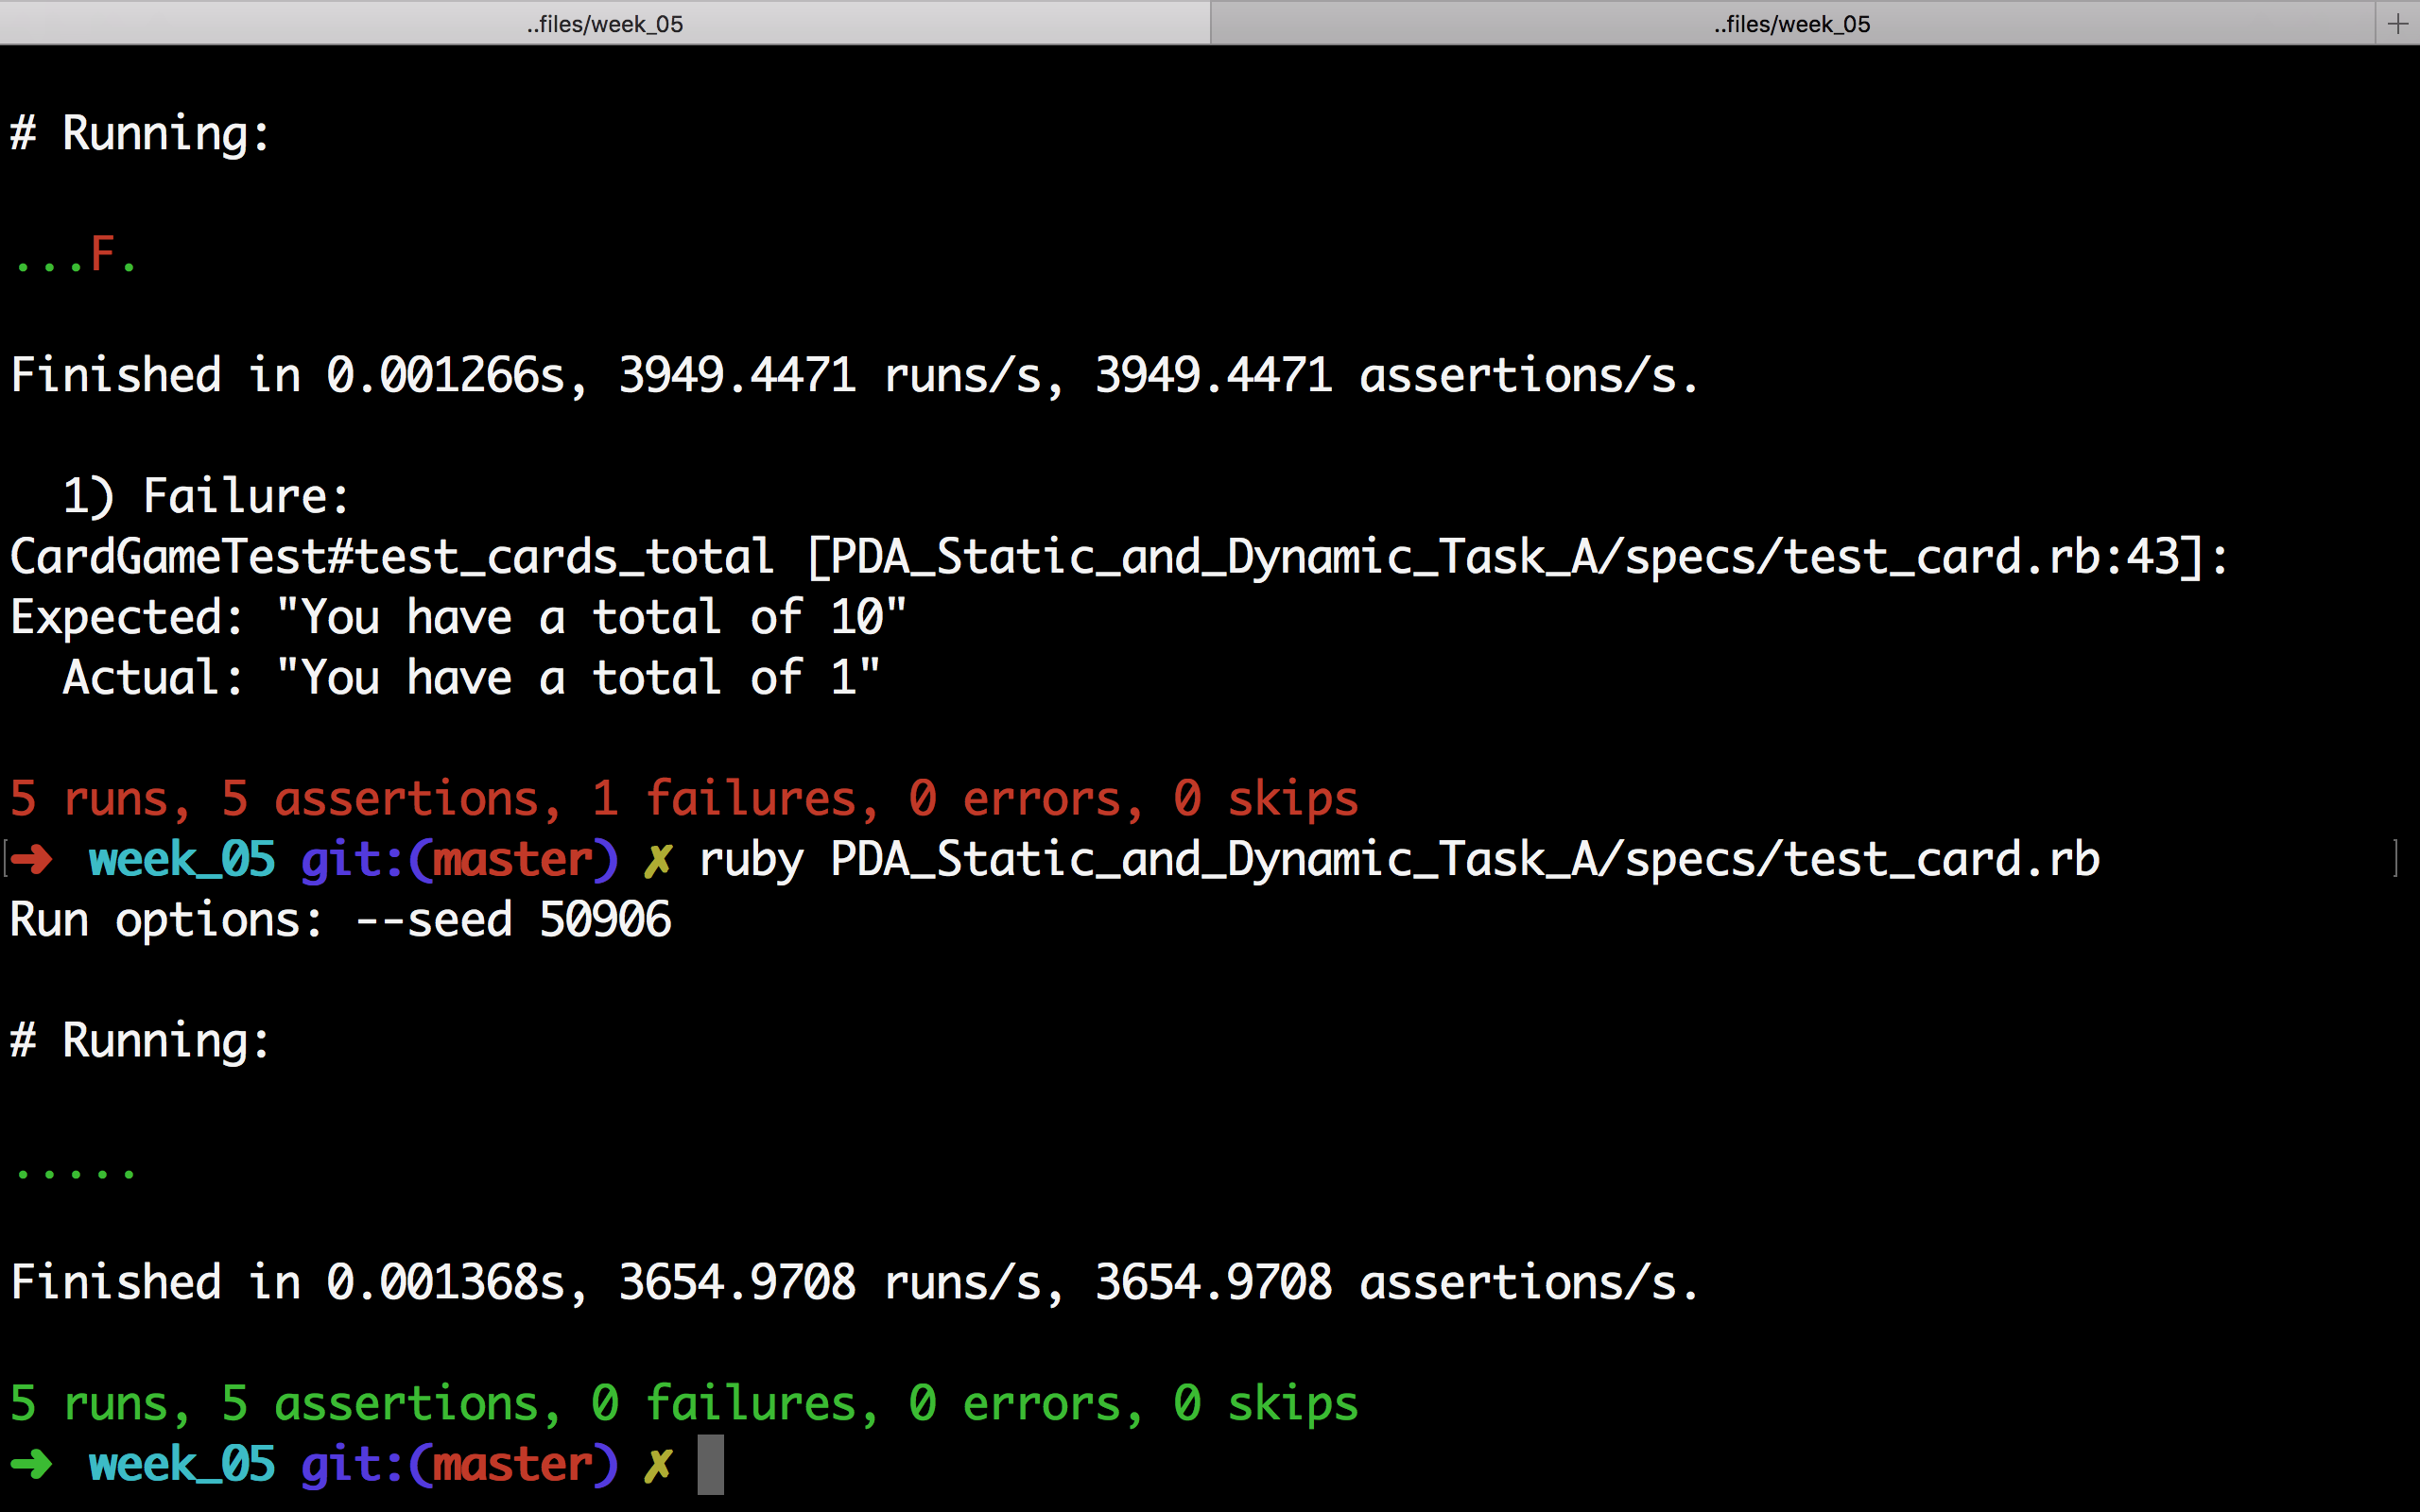 ..files/week_05
..files/week_05
# Running:
...F.
Finished in 0.001266s, 3949.4471 runs/s, 3949.4471 assertions/s.
  1) Failure:
CardGameTest#test_cards_total [PDA_Static_and_Dynamic_Task_A/specs/test_card.rb:43]:
Expected: "You have a total of 10"
  Actual: "You have a total of 1"
5 runs, 5 assertions, 1 failures, 0 errors, 0 skips
➜ week_05 git:(master) ✗ ruby PDA_Static_and_Dynamic_Task_A/specs/test_card.rb
Run options: --seed 50906
# Running:
.....
Finished in 0.001368s, 3654.9708 runs/s, 3654.9708 assertions/s.
5 runs, 5 assertions, 0 failures, 0 errors, 0 skips
➜ week_05 git:(master) ✗